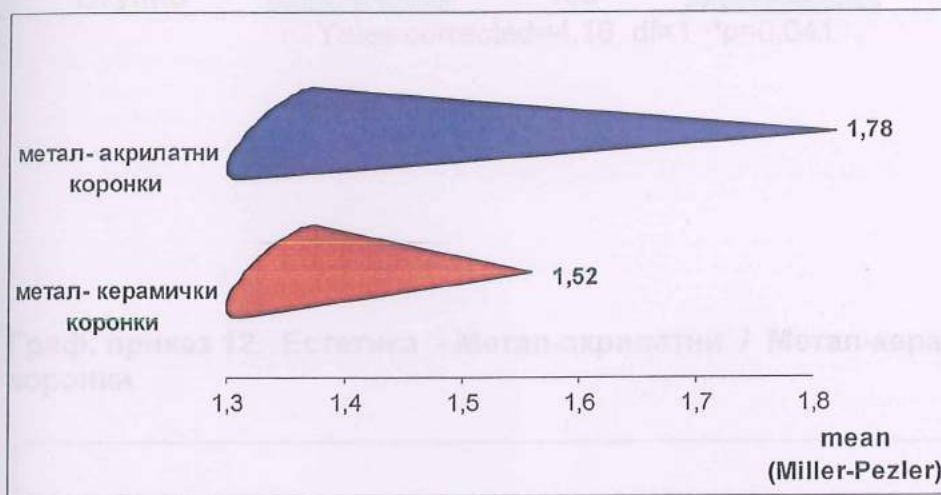 Yates corrected=4,18 df=1 *p=0,041
1,78
метал- акрилатни
коронки
1,52
метал- керамички
коронки
Граф. приказ 12. Естетика - Метал-акрилатни / Метал-кера
коронки
1,3 1,4 1,5 1,6 1,7 1,8
mean
(Miller-Pezler)